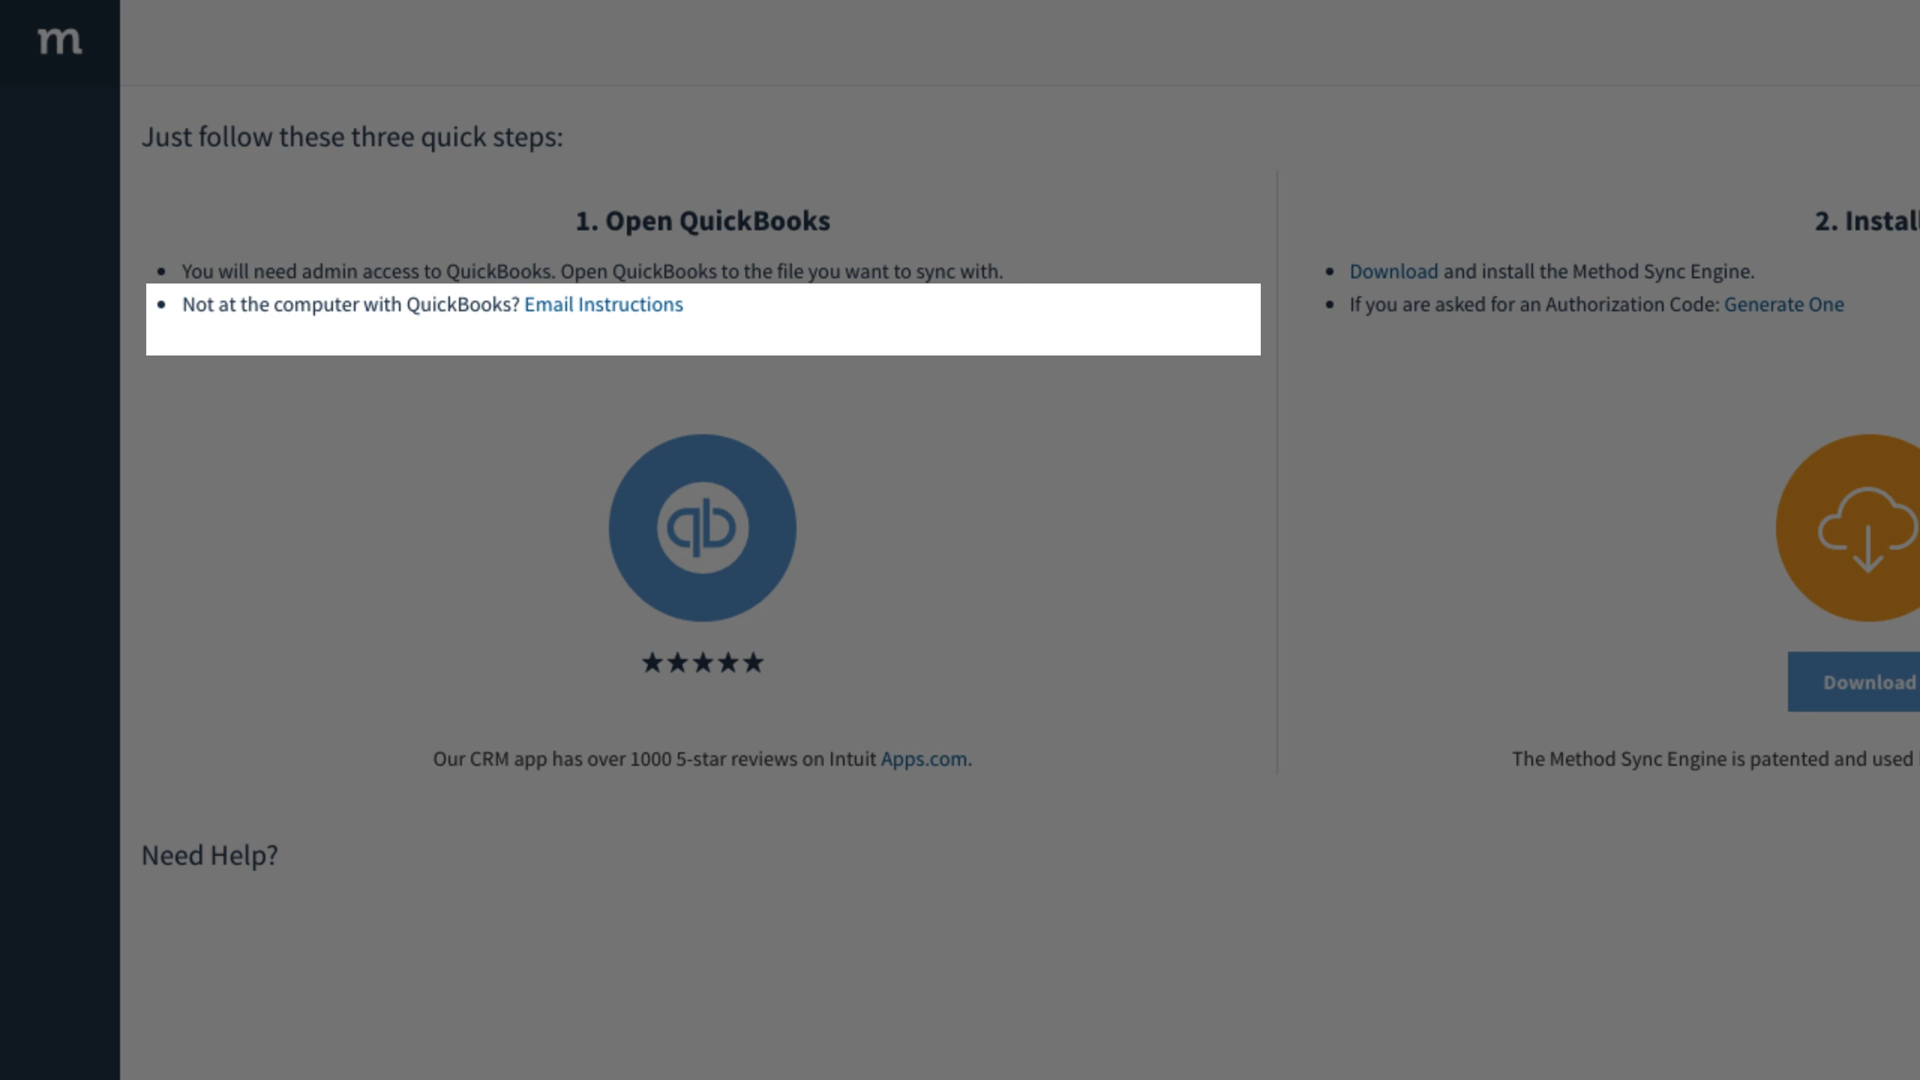 m
Just follow these three quick steps:
1. Open QuickBooks
• You will need admin access to QuickBooks. Open QuickBooks to the file you want to sync with.
• Not at the computer with QuickBooks? Email Instructions
qb
★★★★★
Our CRM app has over 1000 5-star reviews on Intuit Apps.com.
2. Install
• Download and install the Method Sync Engine.
• If you are asked for an Authorization Code: Generate One
Download
The Method Sync Engine is patented and used
Need Help?